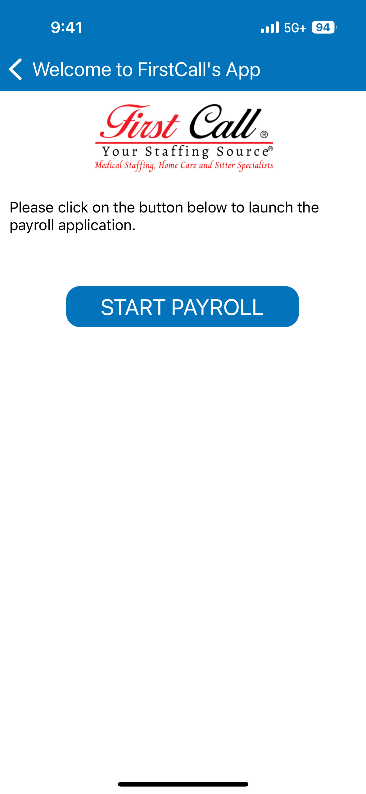 9:41
5G+ 94
Welcome to FirstCall's App
First Call ®
Your Staffing Source®
Medical Staffing, Home Care and Sitter Specialists
Please click on the button below to launch the
payroll application.
START PAYROLL